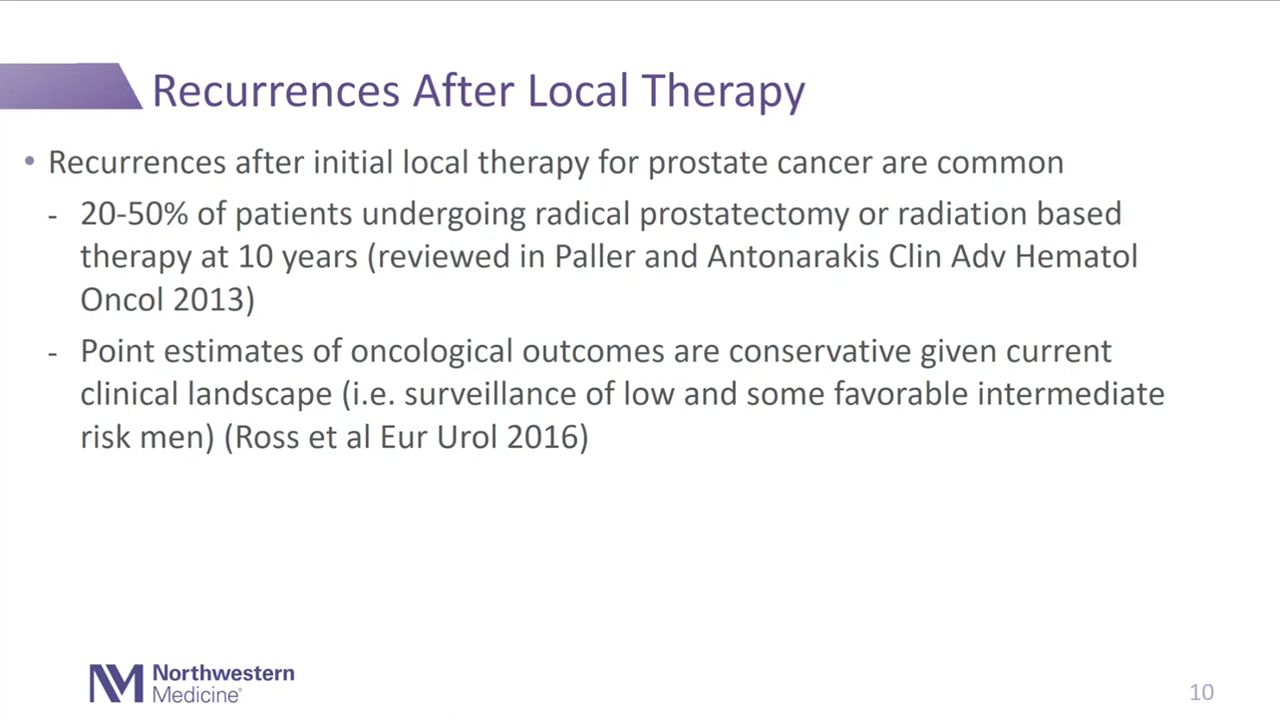 Recurrences After Local Therapy
• Recurrences after initial local therapy for prostate cancer are common
- 20-50% of patients undergoing radical prostatectomy or radiation based
therapy at 10 years (reviewed in Paller and Antonarakis Clin Adv Hematol
Oncol 2013)
- Point estimates of oncological outcomes are conservative given current
clinical landscape (i.e. surveillance of low and some favorable intermediate
risk men) (Ross et al Eur Urol 2016)
NM Northwestern
Medicine®
10